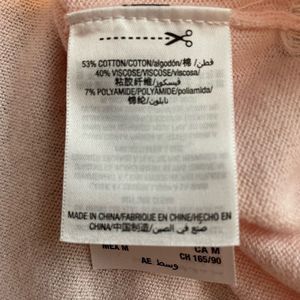 53% COTTON/COTON/algodón/棉/قطن
40% VISCOSE/VISCOSE/viscosa/
粘胶纤维/فيسكوز/
7% POLYAMIDE/POLYAMIDE/poliamida/
锦纶/نايلون/
MADE IN CHINA/FABRIQUE EN CHINE/HECHO EN
CHINA/中国制造/صنع في الصين/
MEX M
CA M
CH 165/90
AE وسط